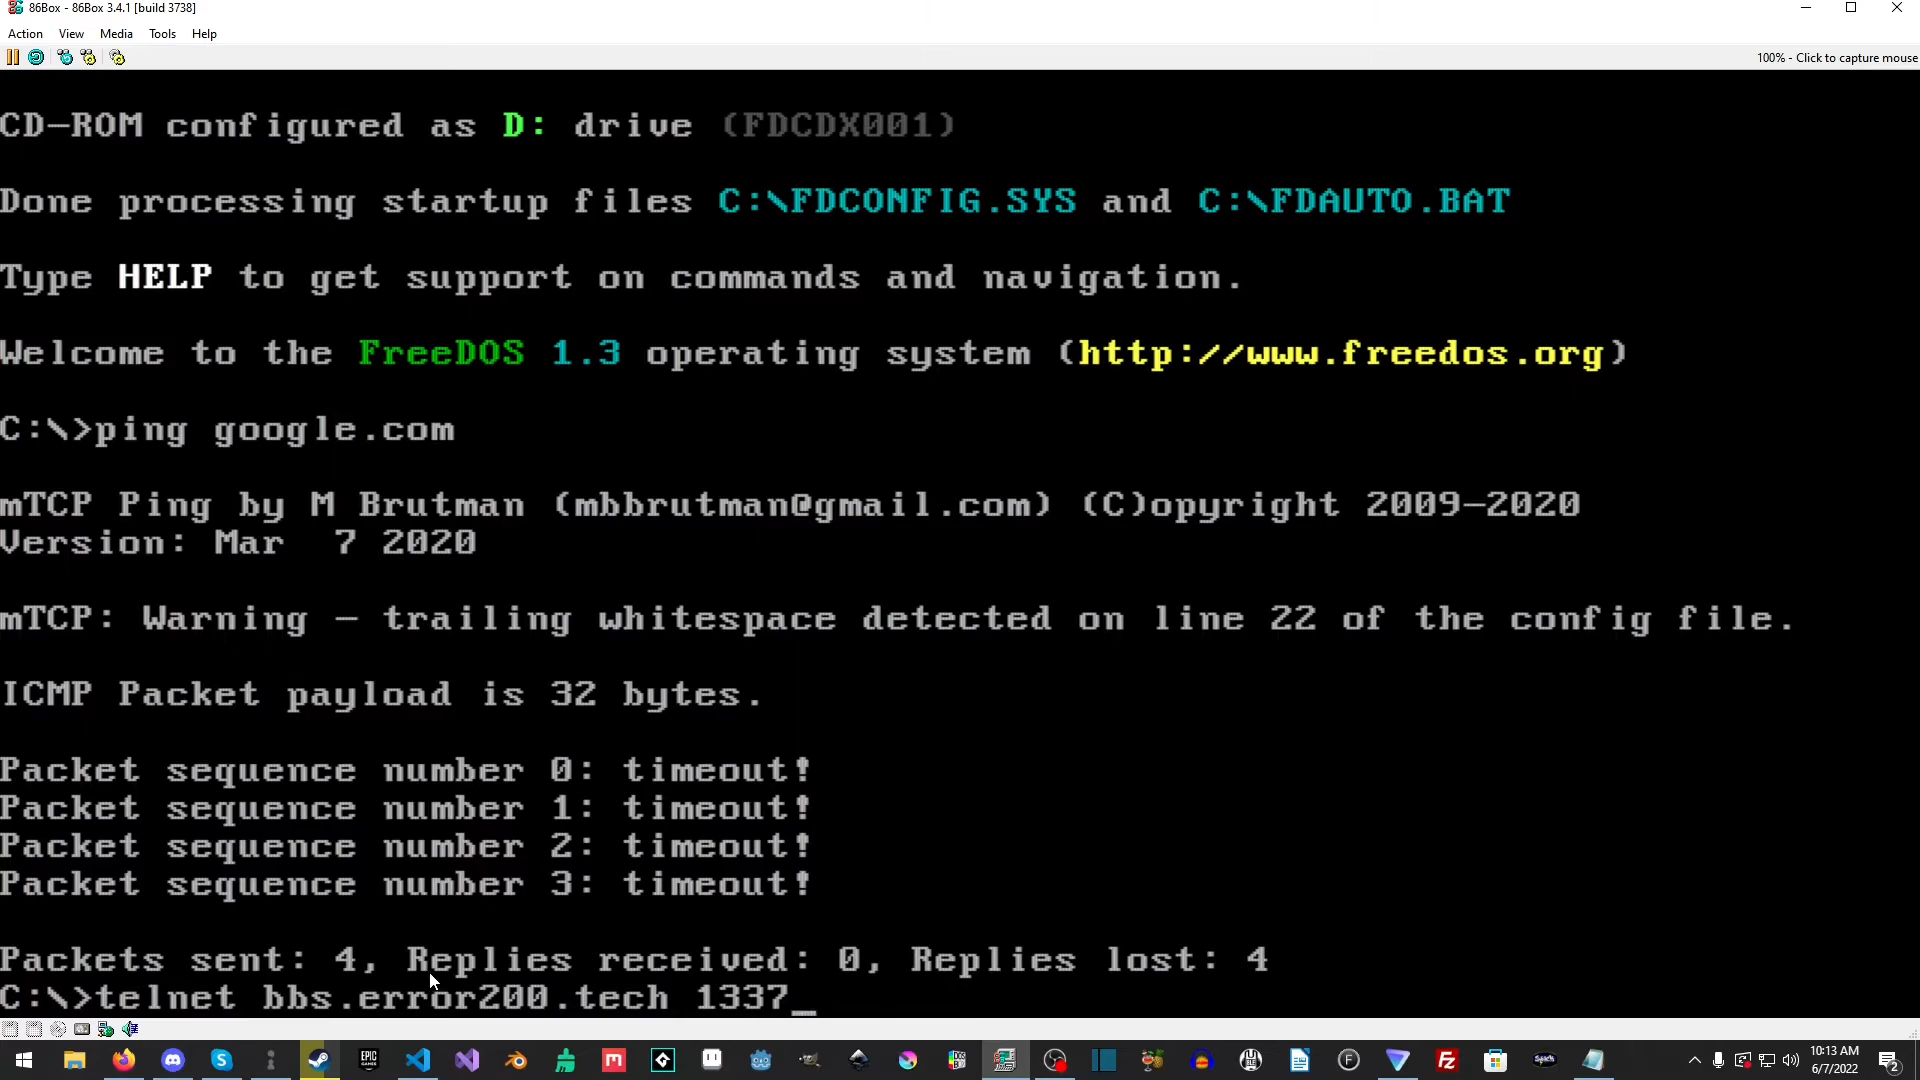 86Box - 86Box 3.4.1 [build 3738]
Action View Media Tools Help
100% - Click to capture mouse
CD-ROM configured as D: drive (FDCDX001)
Done processing startup files C:\FDCONFIG.SYS and C:\FDAUTO.BAT
Type HELP to get support on commands and navigation.
Welcome to the FreeDOS 1.3 operating system (http://www.freedos.org)
C:\>ping google.com
mTCP Ping by M Brutman (mbbrutman@gmail.com) (C)opyright 2009-2020
Version: Mar  7 2020
mTCP: Warning - trailing whitespace detected on line 22 of the config file.
ICMP Packet payload is 32 bytes.
Packet sequence number 0: timeout!
Packet sequence number 1: timeout!
Packet sequence number 2: timeout!
Packet sequence number 3: timeout!
Packets sent: 4, Replies received: 0, Replies lost: 4
C:\>telnet bbs.error200.tech 1337_
EPIC GAMES
10:13 AM
6/7/2022
2